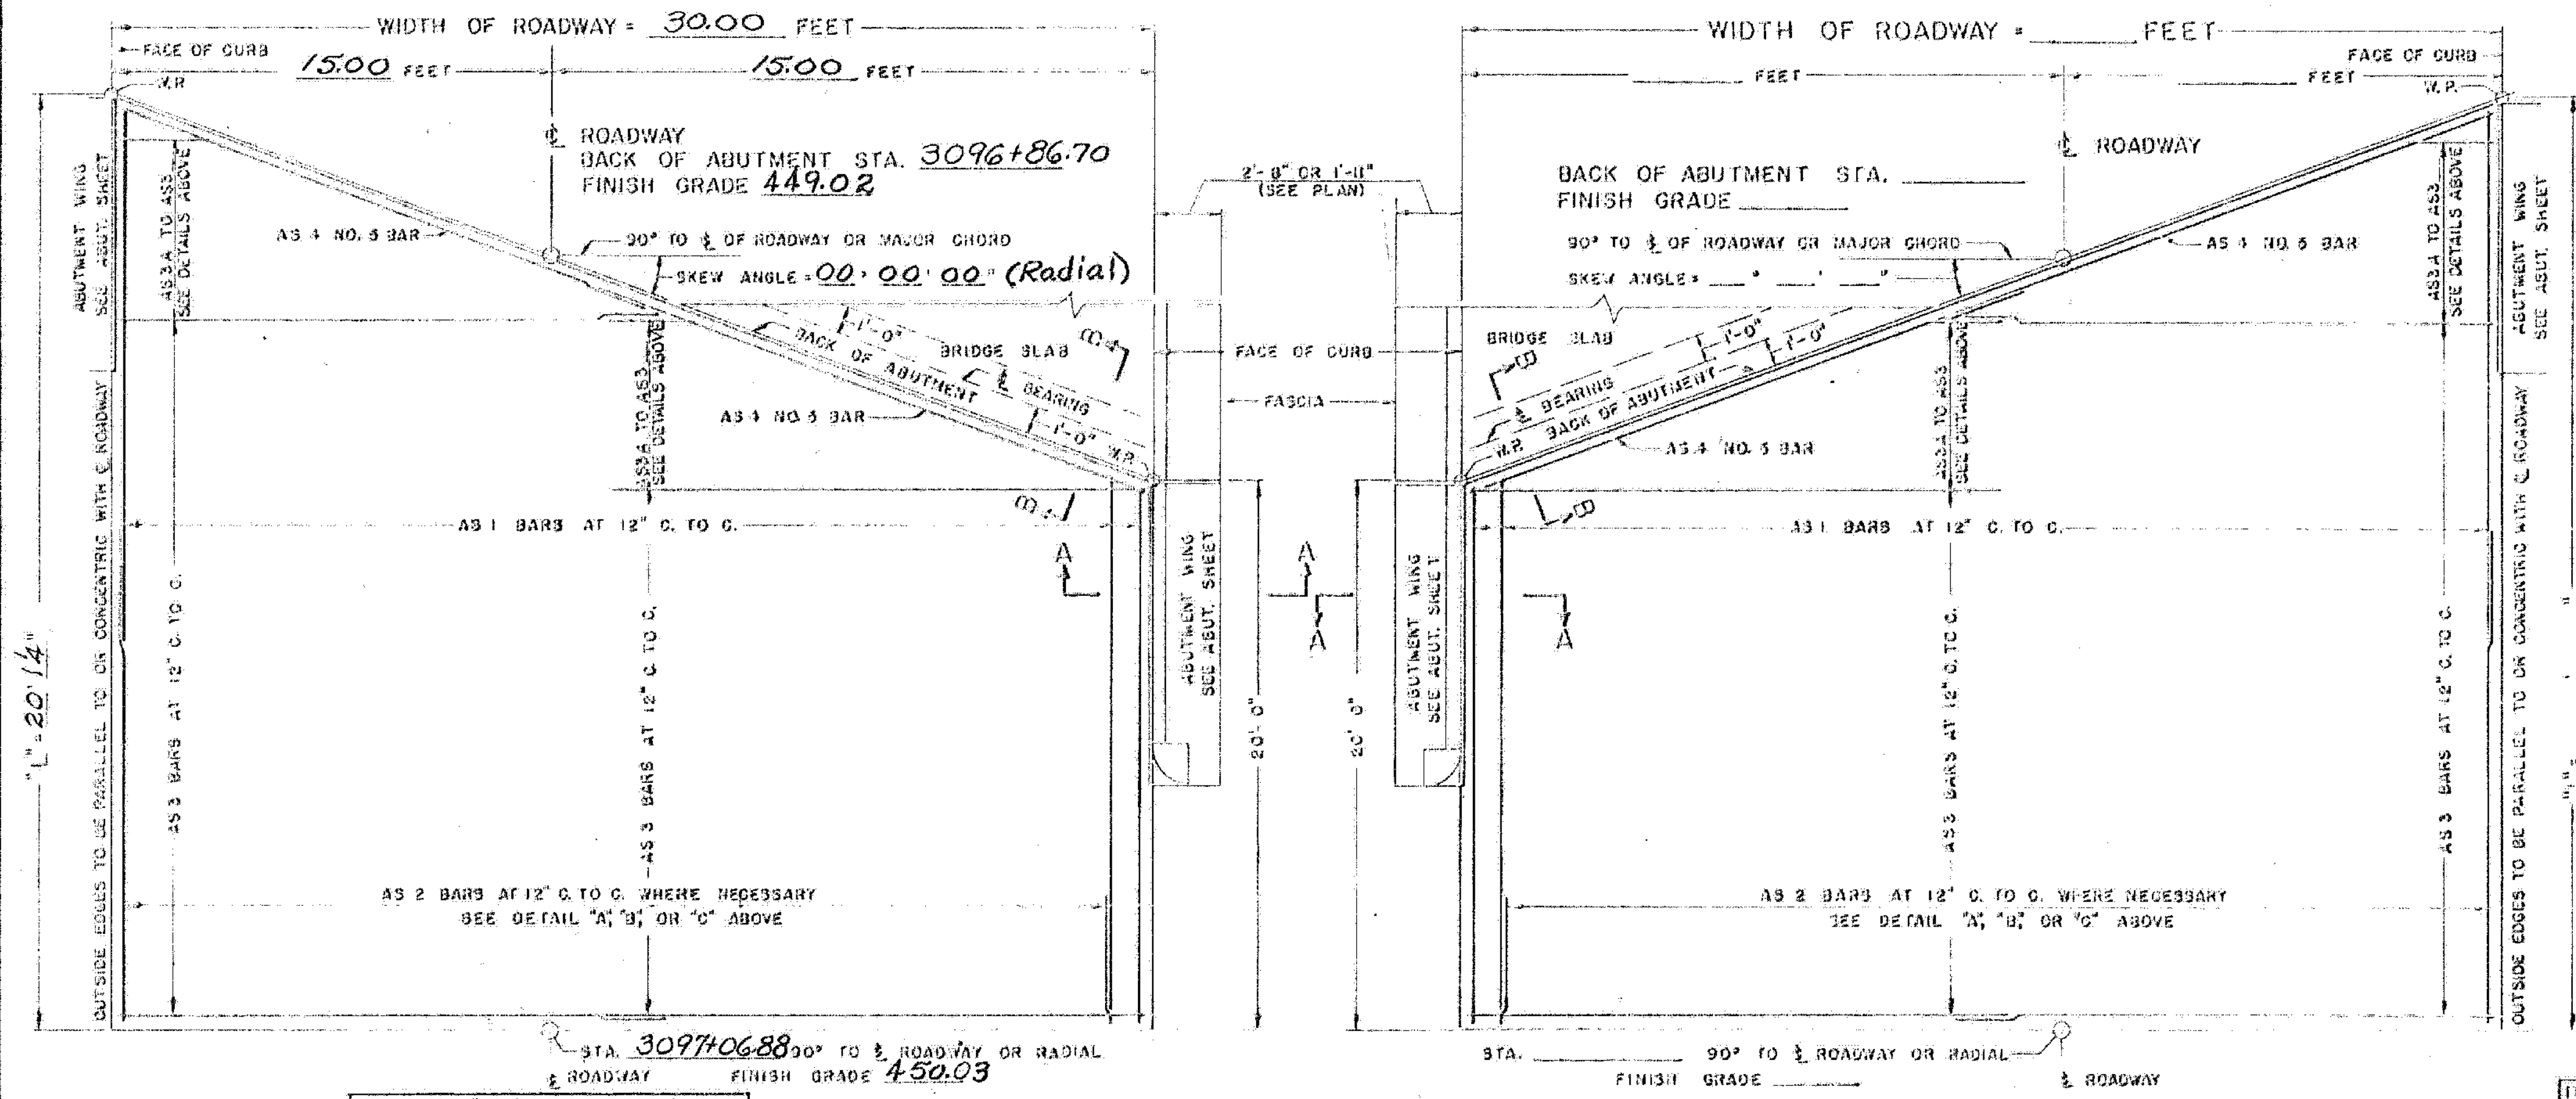 WIDTH OF ROADWAY = 30.00 FEET
FACE OF CURB
15.00 FEET
15.00 FEET
W.P.
℄ ROADWAY
BACK OF ABUTMENT STA. 3096+86.70
FINISH GRADE 449.02
ABUTMENT WING
SEE ABUT. SHEET
AS3A TO AS3
SEE DETAILS ABOVE
AS 4 NO. 5 BAR
90° TO ℄ OF ROADWAY OR MAJOR CHORD
SKEW ANGLE = 00° 00' 00" (Radial)
1'-0"
BRIDGE SLAB
BACK OF ABUTMENT
℄ BEARING
1'-0"
W.P.
B
AS3A TO AS3
SEE DETAILS ABOVE
AS 4 NO. 5 BAR
B
AS 1 BARS AT 12" C. TO C.
A
"L" = 20' 1¼"
OUTSIDE EDGES TO BE PARALLEL TO OR CONCENTRIC WITH ℄ ROADWAY
AS 3 BARS AT 12" C. TO C.
AS 3 BARS AT 12" C. TO C.
ABUTMENT WING
SEE ABUT. SHEET
AS 2 BARS AT 12" C. TO C. WHERE NECESSARY
SEE DETAIL "A", "B", OR "C" ABOVE
STA. 3097+06.88 90° TO ℄ ROADWAY OR RADIAL
℄ ROADWAY FINISH GRADE 450.03
2'-8" OR 1'-11"
(SEE PLAN)
FACE OF CURB
FASCIA
A
A
20'-0"
20'-0"
WIDTH OF ROADWAY = FEET
FACE OF CURB
FEET
FEET
W.P.
℄ ROADWAY
BACK OF ABUTMENT STA.
FINISH GRADE
90° TO ℄ OF ROADWAY OR MAJOR CHORD
SKEW ANGLE = ° ' "
AS 4 NO. 5 BAR
AS3A TO AS3
SEE DETAILS ABOVE
ABUTMENT WING
SEE ABUT. SHEET
BRIDGE SLAB
B
1'-0"
1'-0"
℄ BEARING
BACK OF ABUTMENT
W.P.
AS 4 NO. 5 BAR
AS3A TO AS3
SEE DETAILS ABOVE
B
AS 1 BARS AT 12" C. TO C.
A
ABUTMENT WING
SEE ABUT. SHEET
AS 3 BARS AT 12" C. TO C.
AS 3 BARS AT 12" C. TO C.
OUTSIDE EDGES TO BE PARALLEL TO OR CONCENTRIC WITH ℄ ROADWAY
AS 2 BARS AT 12" C. TO C. WHERE NECESSARY
SEE DETAIL "A", "B", OR "C" ABOVE
STA. 90° TO ℄ ROADWAY OR RADIAL
FINISH GRADE ℄ ROADWAY